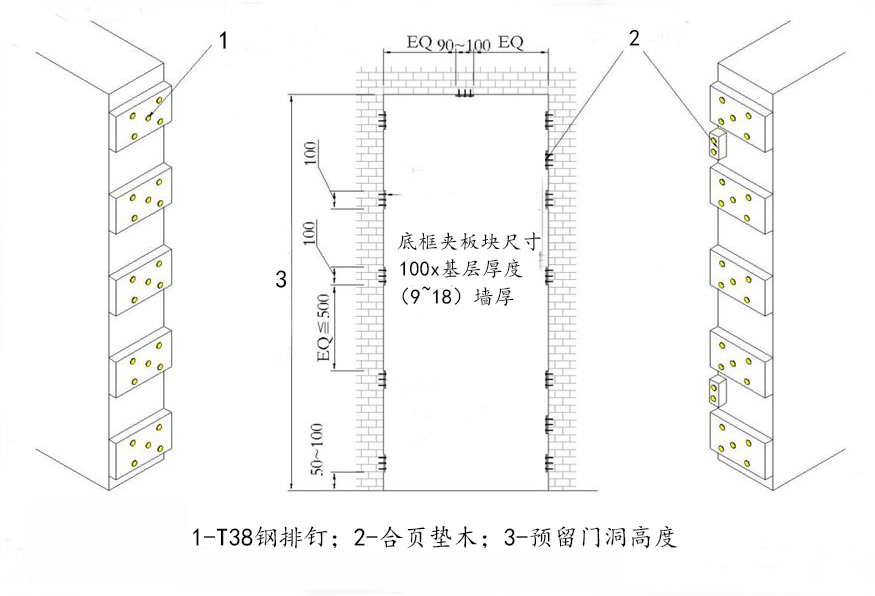 1
EQ 90~100 EQ
2
100
100
3
底框夹板块尺寸
100x基层厚度
（9~18）墙厚
EQ≦500
50~100
1-T38钢排钉；2-合页垫木；3-预留门洞高度